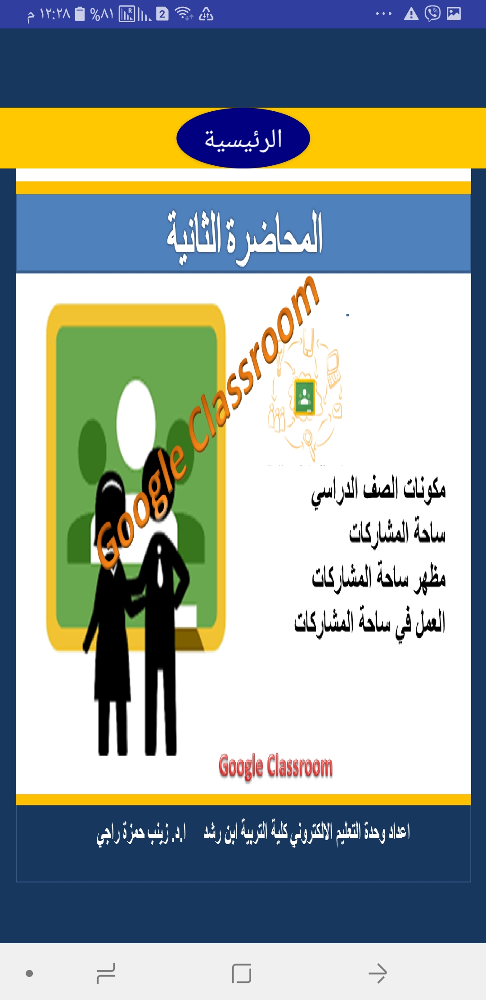 م ١٢:٢٨ %٨١ R 2
الرئيسية
المحاضرة الثانية
Google Classroom
مكونات الصف الدراسي
ساحة المشاركات
مظهر ساحة المشاركات
العمل في ساحة المشاركات
Google Classroom
اعداد وحدة التعليم الالكتروني كلية التربية ابن رشد ا.د. زينب حمزة راجي